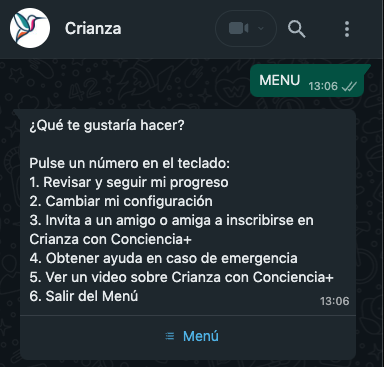 Crianza
MENU
13:06
¿Qué te gustaría hacer?
Pulse un número en el teclado:
1. Revisar y seguir mi progreso
2. Cambiar mi configuración
3. Invita a un amigo o amiga a inscribirse en
Crianza con Conciencia+
4. Obtener ayuda en caso de emergencia
5. Ver un video sobre Crianza con Conciencia+
6. Salir del Menú
13:06
Menú